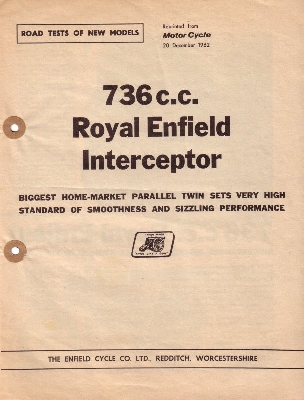 ROAD TESTS OF NEW MODELS
Reprinted from
Motor Cycle
20 December 1962
736 c.c.
Royal Enfield
Interceptor
BIGGEST HOME-MARKET PARALLEL TWIN SETS VERY HIGH
STANDARD OF SMOOTHNESS AND SIZZLING PERFORMANCE
THE ENFIELD CYCLE CO. LTD., REDDITCH, WORCESTERSHIRE